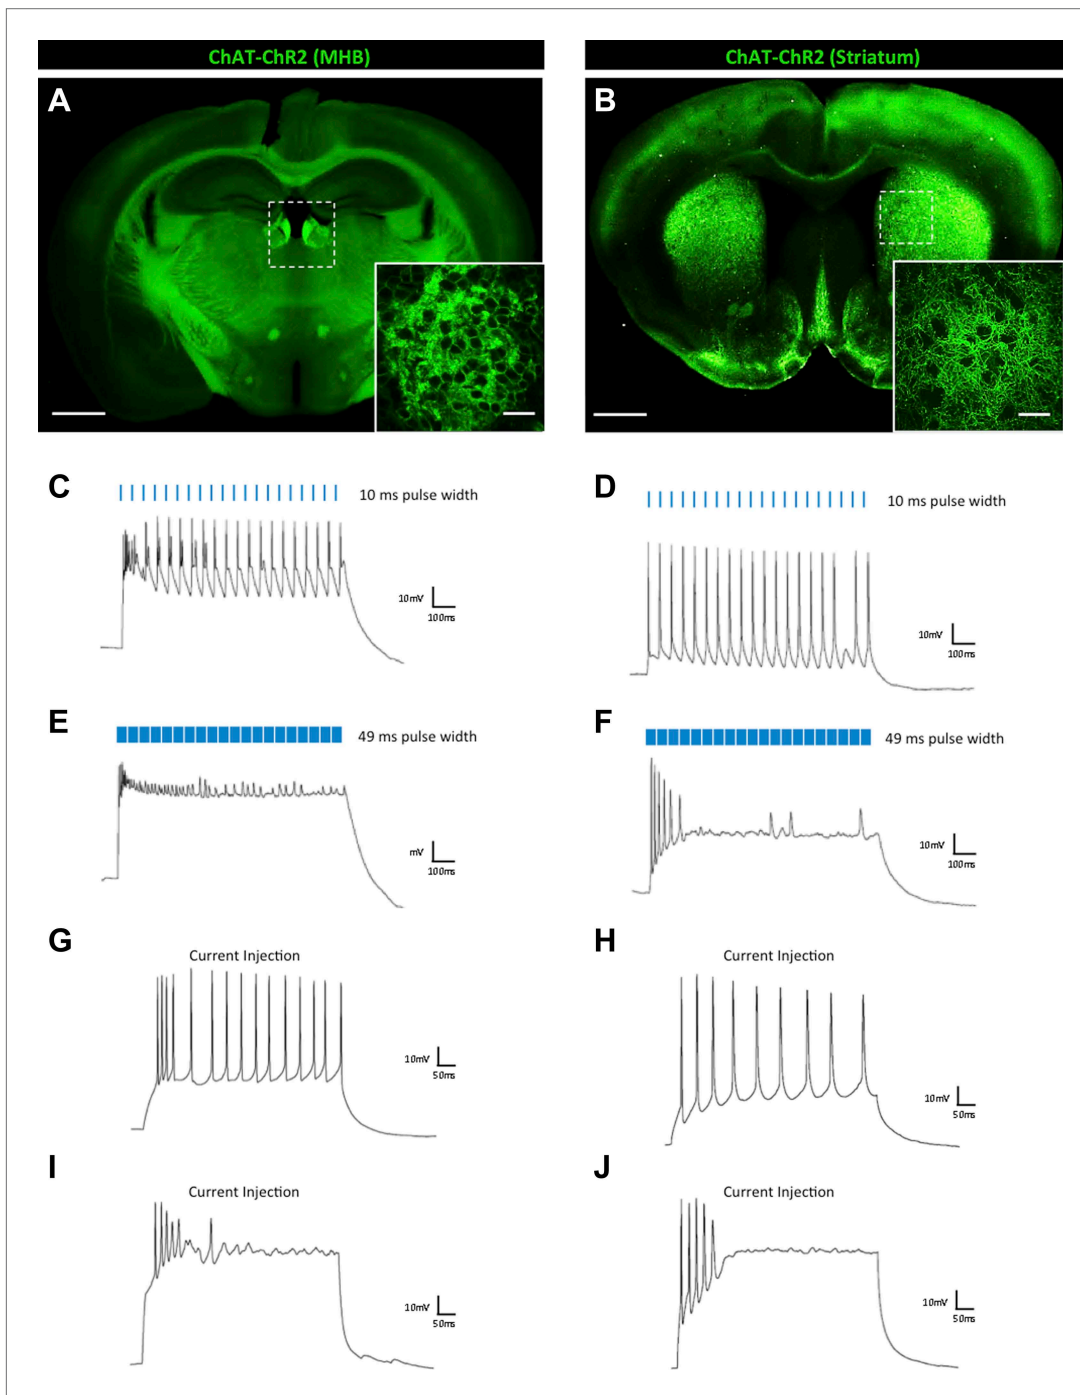 ChAT-ChR2 (MHB)
ChAT-ChR2 (Striatum)
A
B
C
10 ms pulse width
10mV
100ms
D
10 ms pulse width
10mV
100ms
E
49 ms pulse width
mV
100ms
F
49 ms pulse width
10mV
100ms
G
Current Injection
10mV
50ms
H
Current Injection
10mV
50ms
I
Current Injection
10mV
50ms
J
Current Injection
10mV
50ms